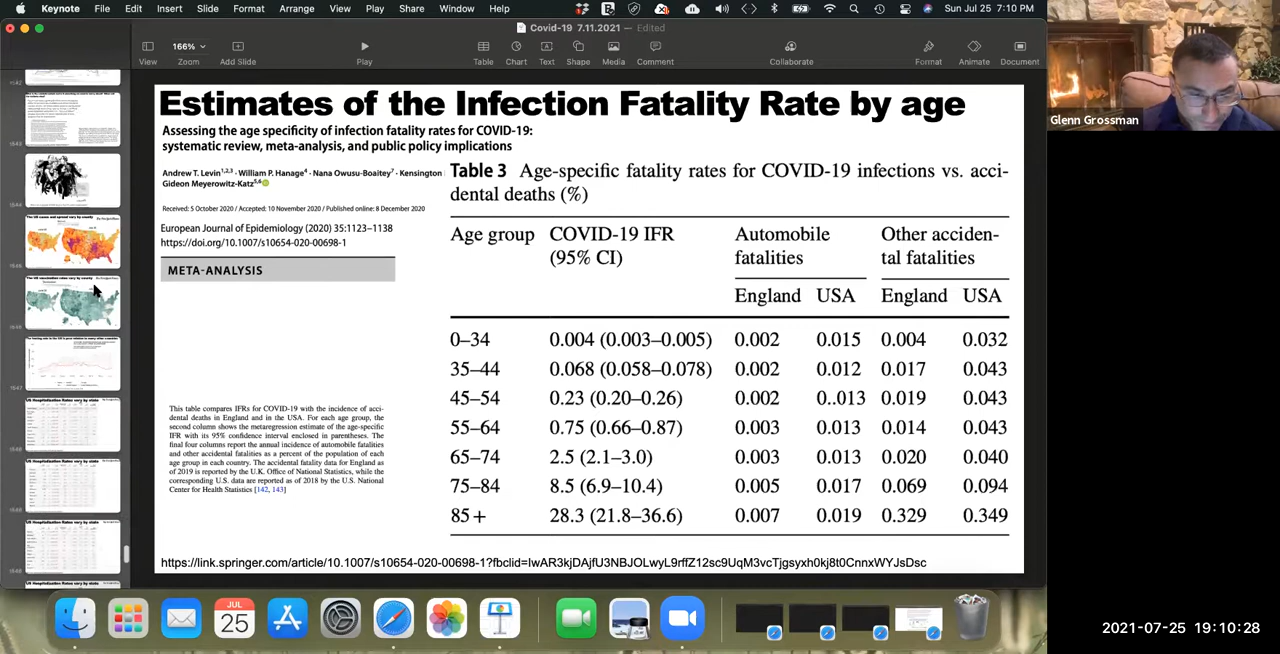 Keynote File Edit Insert Slide Format Arrange View Play Share Window Help Sun Jul 25 7:10 PM
Covid-19 7.11.2021 — Edited
166%
View Zoom Add Slide Play Table Chart Text Shape Media Comment Collaborate Format Animate Document
Glenn Grossman
Estimates of the Infection Fatality Rate by age
Assessing the age specificity of infection fatality rates for COVID-19:
systematic review, meta-analysis, and public policy implications
Andrew T. Levin1,2,3 · William P. Hanage4 · Nana Owusu-Boaitey7 · Kensington
Gideon Meyerowitz-Katz5,6
Received: 5 October 2020 / Accepted: 10 November 2020 / Published online: 8 December 2020
European Journal of Epidemiology (2020) 35:1123–1138
https://doi.org/10.1007/s10654-020-00698-1
META-ANALYSIS
This table compares IFRs for COVID-19 with the incidence of acci-
dental deaths in England and in the USA. For each age group, the
second column shows the metaregression estimate of the age-specific
IFR with its 95% confidence interval enclosed in parentheses. The
final four columns report the annual incidence of automobile fatalities
and other accidental fatalities as a percent of the population of each
age group in each country. The accidental fatality data for England as
of 2019 is reported by the U.K. Office of National Statistics, while the
corresponding U.S. data are reported as of 2018 by the U.S. National
Center for Health Statistics [142, 143]
Table 3 Age-specific fatality rates for COVID-19 infections vs. acci-
dental deaths (%)
Age group COVID-19 IFR Automobile Other acciden-
(95% CI) fatalities tal fatalities
England USA England USA
0–34 0.004 (0.003–0.005) 0.002 0.015 0.004 0.032
35–44 0.068 (0.058–0.078) 0.002 0.012 0.017 0.043
45–54 0.23 (0.20–0.26) 0.002 0..013 0.019 0.043
55–64 0.75 (0.66–0.87) 0.003 0.013 0.014 0.043
65–74 2.5 (2.1–3.0) 0.003 0.013 0.020 0.040
75–84 8.5 (6.9–10.4) 0.005 0.017 0.069 0.094
85+ 28.3 (21.8–36.6) 0.007 0.019 0.329 0.349
https://link.springer.com/article/10.1007/s10654-020-00698-1?fbclid=IwAR3kjDAjfU3NBJOLwyL9rffZ12sc9UqM3vcTjgsyxh0kj8t0CnnxWYJsDsc
JUL
25
2021-07-25 19:10:28